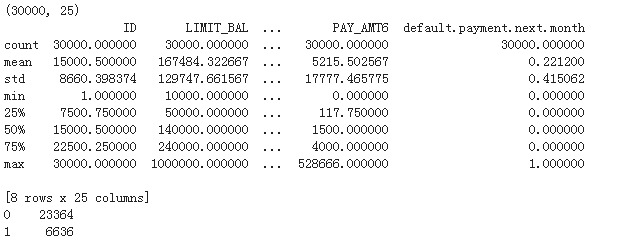 (30000, 25)
ID LIMIT_BAL ... PAY_AMT6 default.payment.next.month
count 30000.000000 30000.000000 ... 30000.000000 30000.000000
mean 15000.500000 167484.322667 ... 5215.502567 0.221200
std 8660.398374 129747.661567 ... 17777.465775 0.415062
min 1.000000 10000.000000 ... 0.000000 0.000000
25% 7500.750000 50000.000000 ... 117.750000 0.000000
50% 15000.500000 140000.000000 ... 1500.000000 0.000000
75% 22500.250000 240000.000000 ... 4000.000000 0.000000
max 30000.000000 1000000.000000 ... 528666.000000 1.000000
[8 rows x 25 columns]
0 23364
1 6636